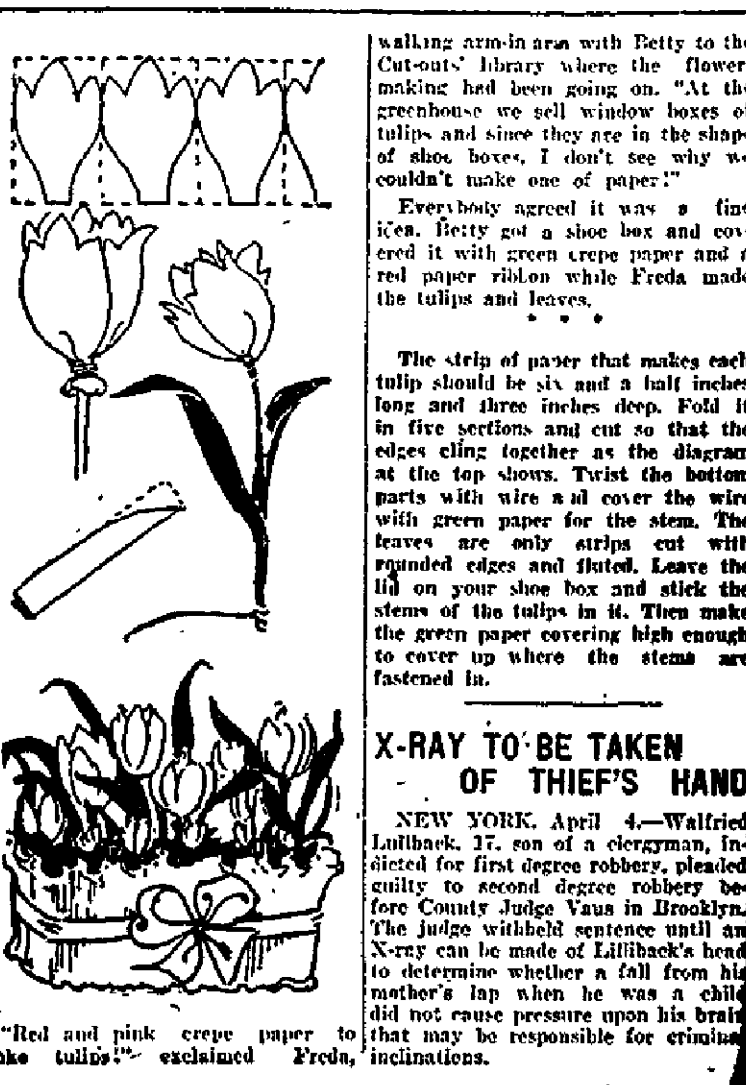 "Red and pink crepe paper to
ake tulips!" exclaimed Freda,
walking arm-in arm with Betty to the
Cut-outs' library where the flower
making had been going on. "At the
greenhouse we sell window boxes of
tulips and since they are in the shape
of shoe boxes, I don't see why we
couldn't make one of paper!"
Everybody agreed it was a fine
idea. Betty got a shoe box and cov-
ered it with green crepe paper and a
red paper ribbon while Freda made
the tulips and leaves.
* * *
The strip of paper that makes each
tulip should be six and a half inches
long and three inches deep. Fold it
in five sections and cut so that the
edges cling together as the diagram
at the top shows. Twist the bottom
parts with wire and cover the wire
with green paper for the stem. The
leaves are only strips cut with
rounded edges and fluted. Leave the
lid on your shoe box and stick the
stems of the tulips in it. Then make
the green paper covering high enough
to cover up where the stems are
fastened in.
X-RAY TO BE TAKEN
OF THIEF'S HAND
NEW YORK, April 4.—Walfried
Lullback, 17, son of a clergyman, in-
dicted for first degree robbery, pleaded
guilty to second degree robbery be-
fore County Judge Vaus in Brooklyn.
The judge withheld sentence until an
X-ray can be made of Lilliback's head
to determine whether a fall from his
mother's lap when he was a child
did not cause pressure upon his brain
that may be responsible for criminal
inclinations.